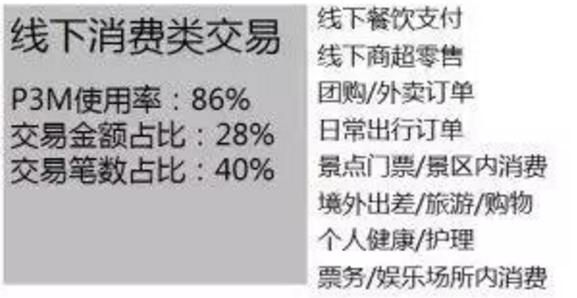 线下消费类交易
P3M使用率：86%
交易金额占比：28%
交易笔数占比：40%
线下餐饮支付
线下商超零售
团购/外卖订单
日常出行订单
景点门票/景区内消费
境外出差/旅游/购物
个人健康/护理
票务/娱乐场所内消费